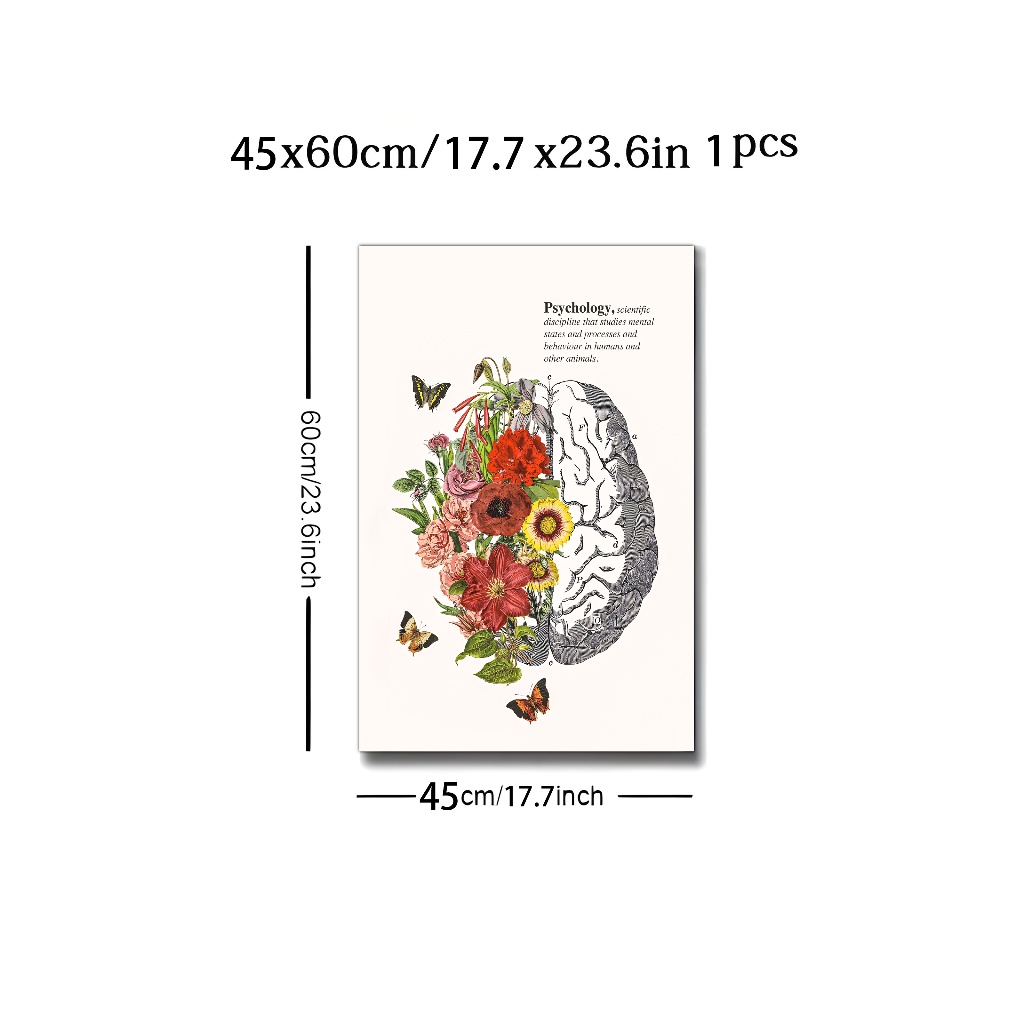 45x60cm/17.7 x23.6in 1pcs
Psychology, scientific
discipline that studies mental
states and processes and
behaviour in humans and
other animals.
60cm/23.6inch
45cm/17.7inch